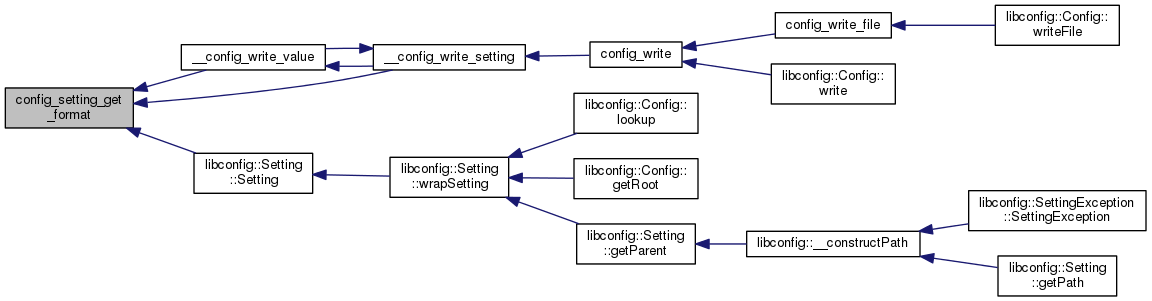 config_setting_get
_format
__config_write_value
__config_write_setting
config_write
config_write_file
libconfig::Config::
writeFile
libconfig::Config::
write
libconfig::Setting
::Setting
libconfig::Setting
::wrapSetting
libconfig::Config::
lookup
libconfig::Config::
getRoot
libconfig::Setting
::getParent
libconfig::__constructPath
libconfig::SettingException
::SettingException
libconfig::Setting
::getPath